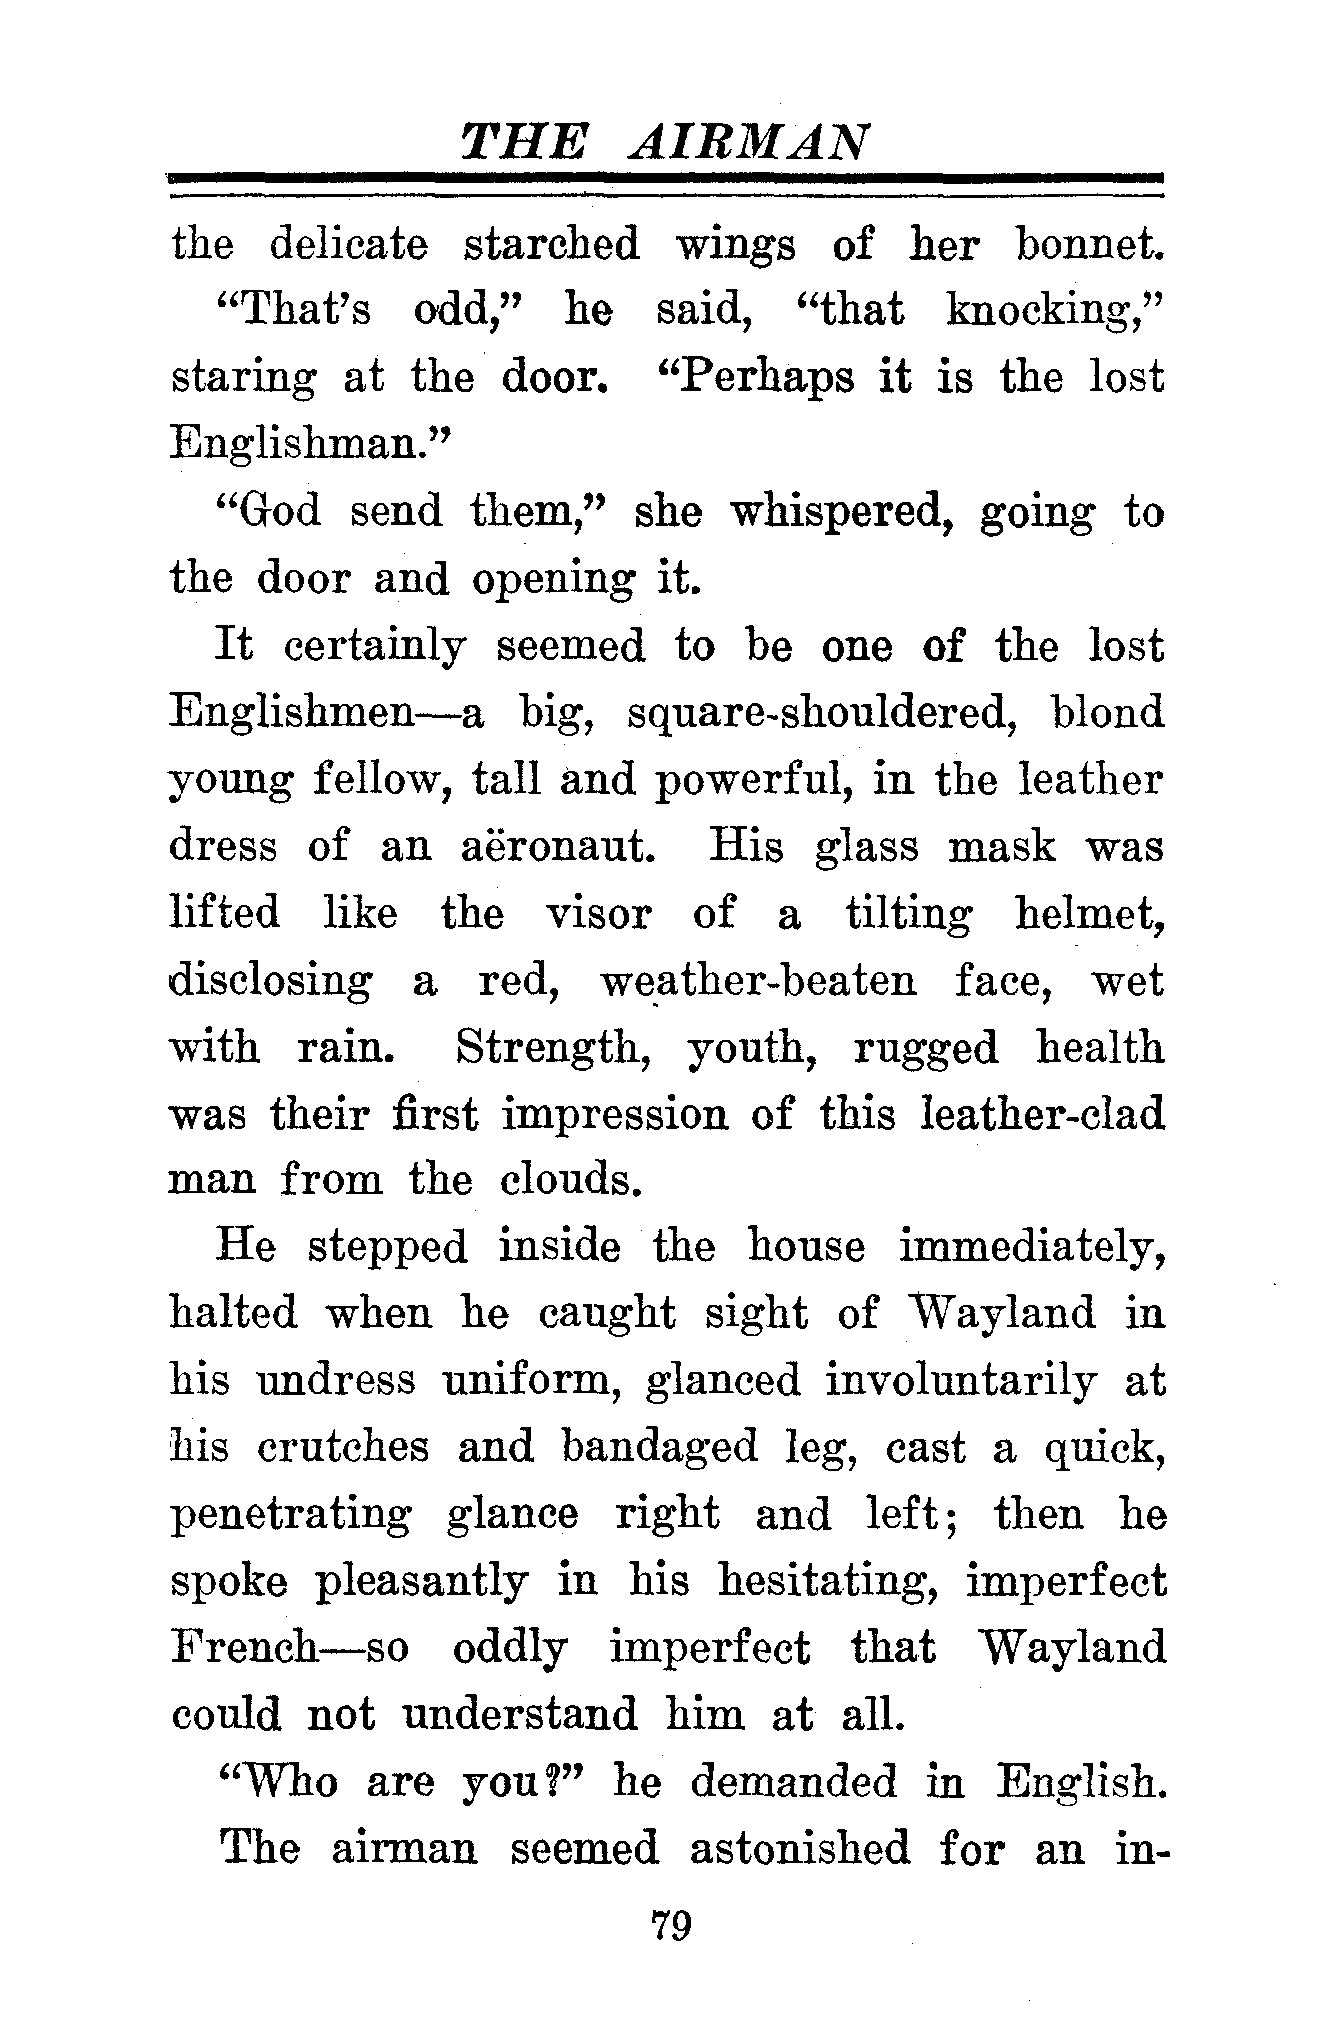 THE AIRMAN
the delicate starched wings of her bonnet.
“That’s odd,” he said, “that knocking,”
staring at the door. “Perhaps it is the lost
Englishman.”
“God send them,” she whispered, going to
the door and opening it.
It certainly seemed to be one of the lost
Englishmen—a big, square-shouldered, blond
young fellow, tall and powerful, in the leather
dress of an aëronaut. His glass mask was
lifted like the visor of a tilting helmet,
disclosing a red, weather-beaten face, wet
with rain. Strength, youth, rugged health
was their first impression of this leather-clad
man from the clouds.
He stepped inside the house immediately,
halted when he caught sight of Wayland in
his undress uniform, glanced involuntarily at
his crutches and bandaged leg, cast a quick,
penetrating glance right and left; then he
spoke pleasantly in his hesitating, imperfect
French—so oddly imperfect that Wayland
could not understand him at all.
“Who are you?” he demanded in English.
The airman seemed astonished for an in-
79